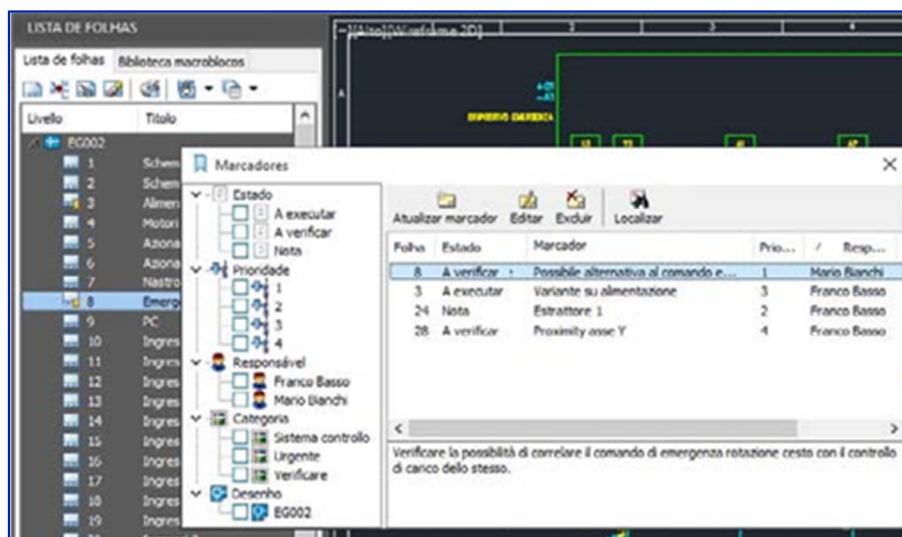 LISTA DE FOLHAS
[−][Alto][Wireframe 2D]
2 3 4
Lista de folhas Biblioteca macroblocos
A
Livello Titolo
EG002
1 Schem
2 Schem
3 Alimen
4 Motori
5 Aziona
6 Aziona
7 Nastro
8 Emerg
9 PC
10 Ingres
11 Ingres
12 Ingres
13 Ingres
14 Ingres
15 Ingres
16 Ingres
17 Ingres
18 Ingres
19 Ingres
Marcadores
Estado
A executar
A verificar
Nota
Prioridade
1
2
3
4
Responsável
Franco Basso
Mario Bianchi
Categoria
Sistema controllo
Urgente
Verificare
Desenho
EG002
Atualizar marcador Editar Excluir Localizar
Folha Estado Marcador Prio... / Resp...
8 A verificar Possibile alternativa al comando e... 1 Mario Bianchi
3 A executar Variante su alimentazione 3 Franco Basso
24 Nota Estrattore 1 2 Franco Basso
28 A verificar Proximity asse Y 4 Franco Basso
Verificare la possibilità di correlare il comando di emergenza rotazione cesto con il controllo
di carico dello stesso.